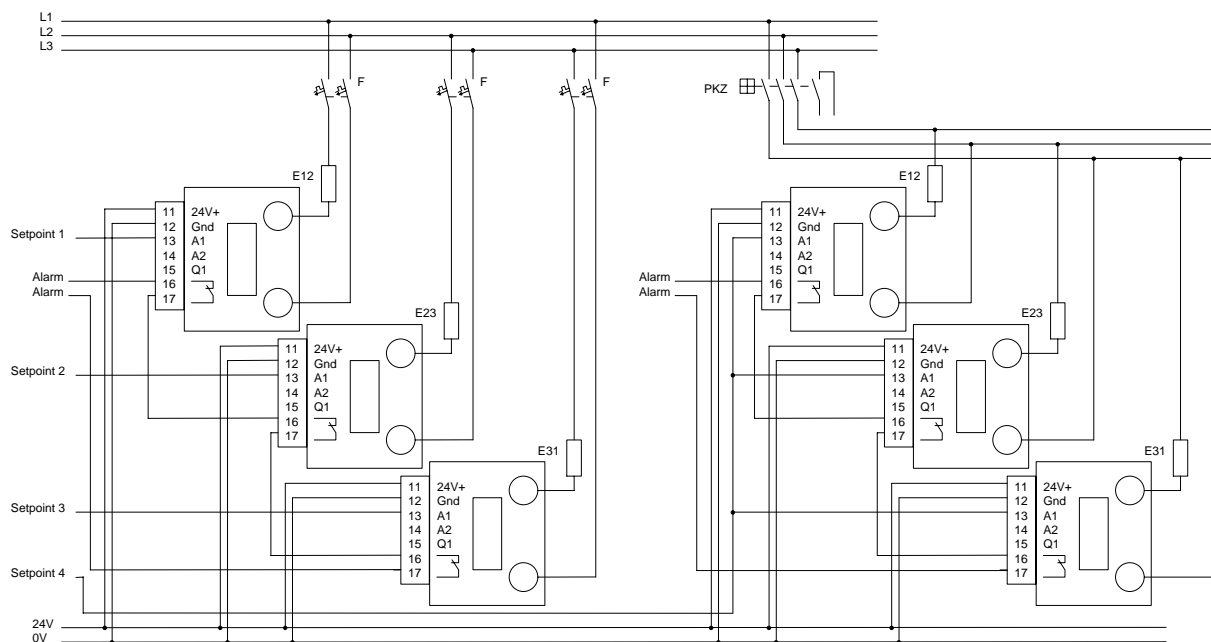 L1
L2
L3
F
F
F
PKZ
E12
11 24V+
12 Gnd
13 A1
14 A2
15 Q1
16
17
Setpoint 1
Alarm
Alarm
E23
11 24V+
12 Gnd
13 A1
14 A2
15 Q1
16
17
Setpoint 2
E31
11 24V+
12 Gnd
13 A1
14 A2
15 Q1
16
17
Setpoint 3
Setpoint 4
24V
0V
E12
11 24V+
12 Gnd
13 A1
14 A2
15 Q1
16
17
Alarm
Alarm
E23
11 24V+
12 Gnd
13 A1
14 A2
15 Q1
16
17
E31
11 24V+
12 Gnd
13 A1
14 A2
15 Q1
16
17